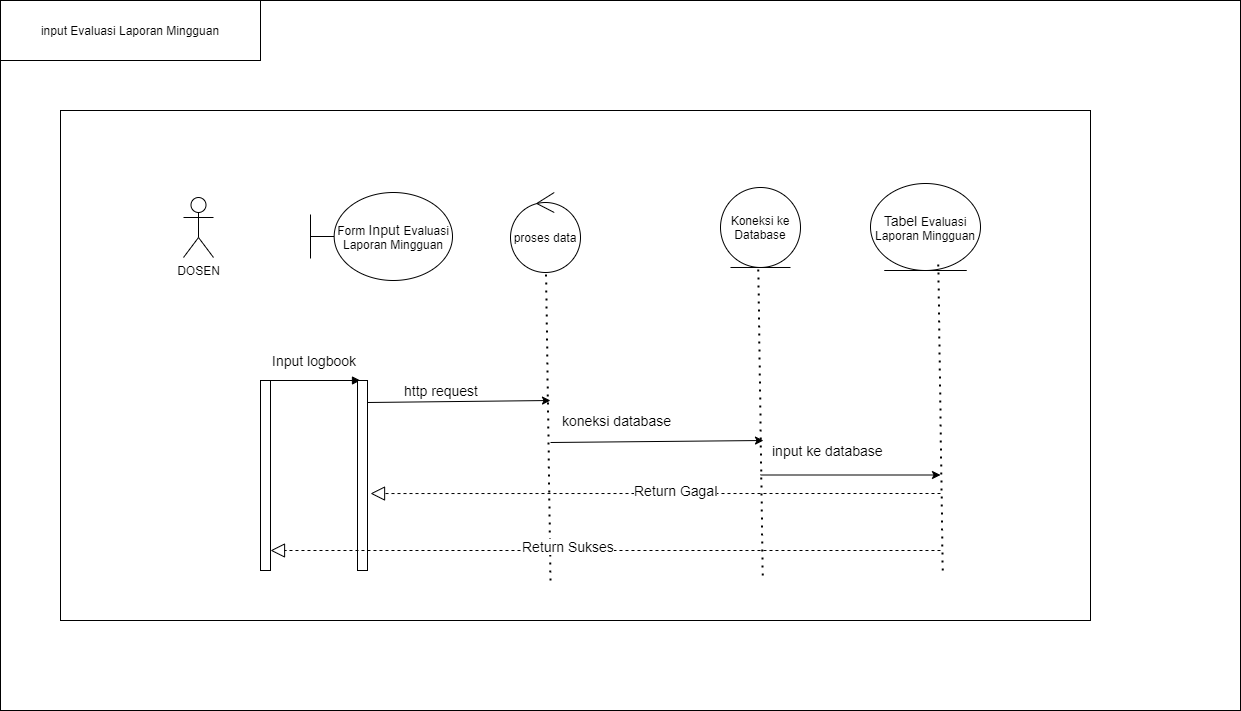 input Evaluasi Laporan Mingguan
DOSEN
Form Input Evaluasi
Laporan Mingguan
proses data
Koneksi ke
Database
Tabel Evaluasi
Laporan Mingguan
Input logbook
http request
koneksi database
input ke database
Return Gagal
Return Sukses